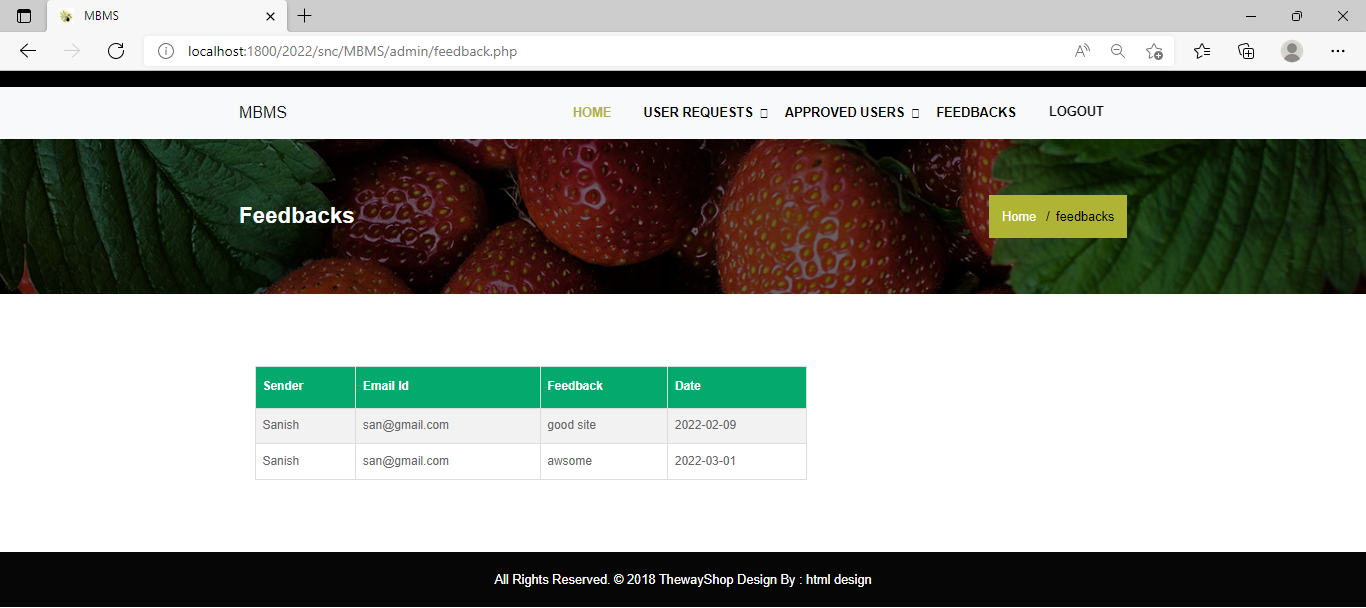 MBMS
localhost:1800/2022/snc/MBMS/admin/feedback.php
MBMS HOME USER REQUESTS APPROVED USERS FEEDBACKS LOGOUT
Feedbacks Home / feedbacks
Sender Email Id Feedback Date
Sanish san@gmail.com good site 2022-02-09
Sanish san@gmail.com awsome 2022-03-01
All Rights Reserved. © 2018 ThewayShop Design By : html design